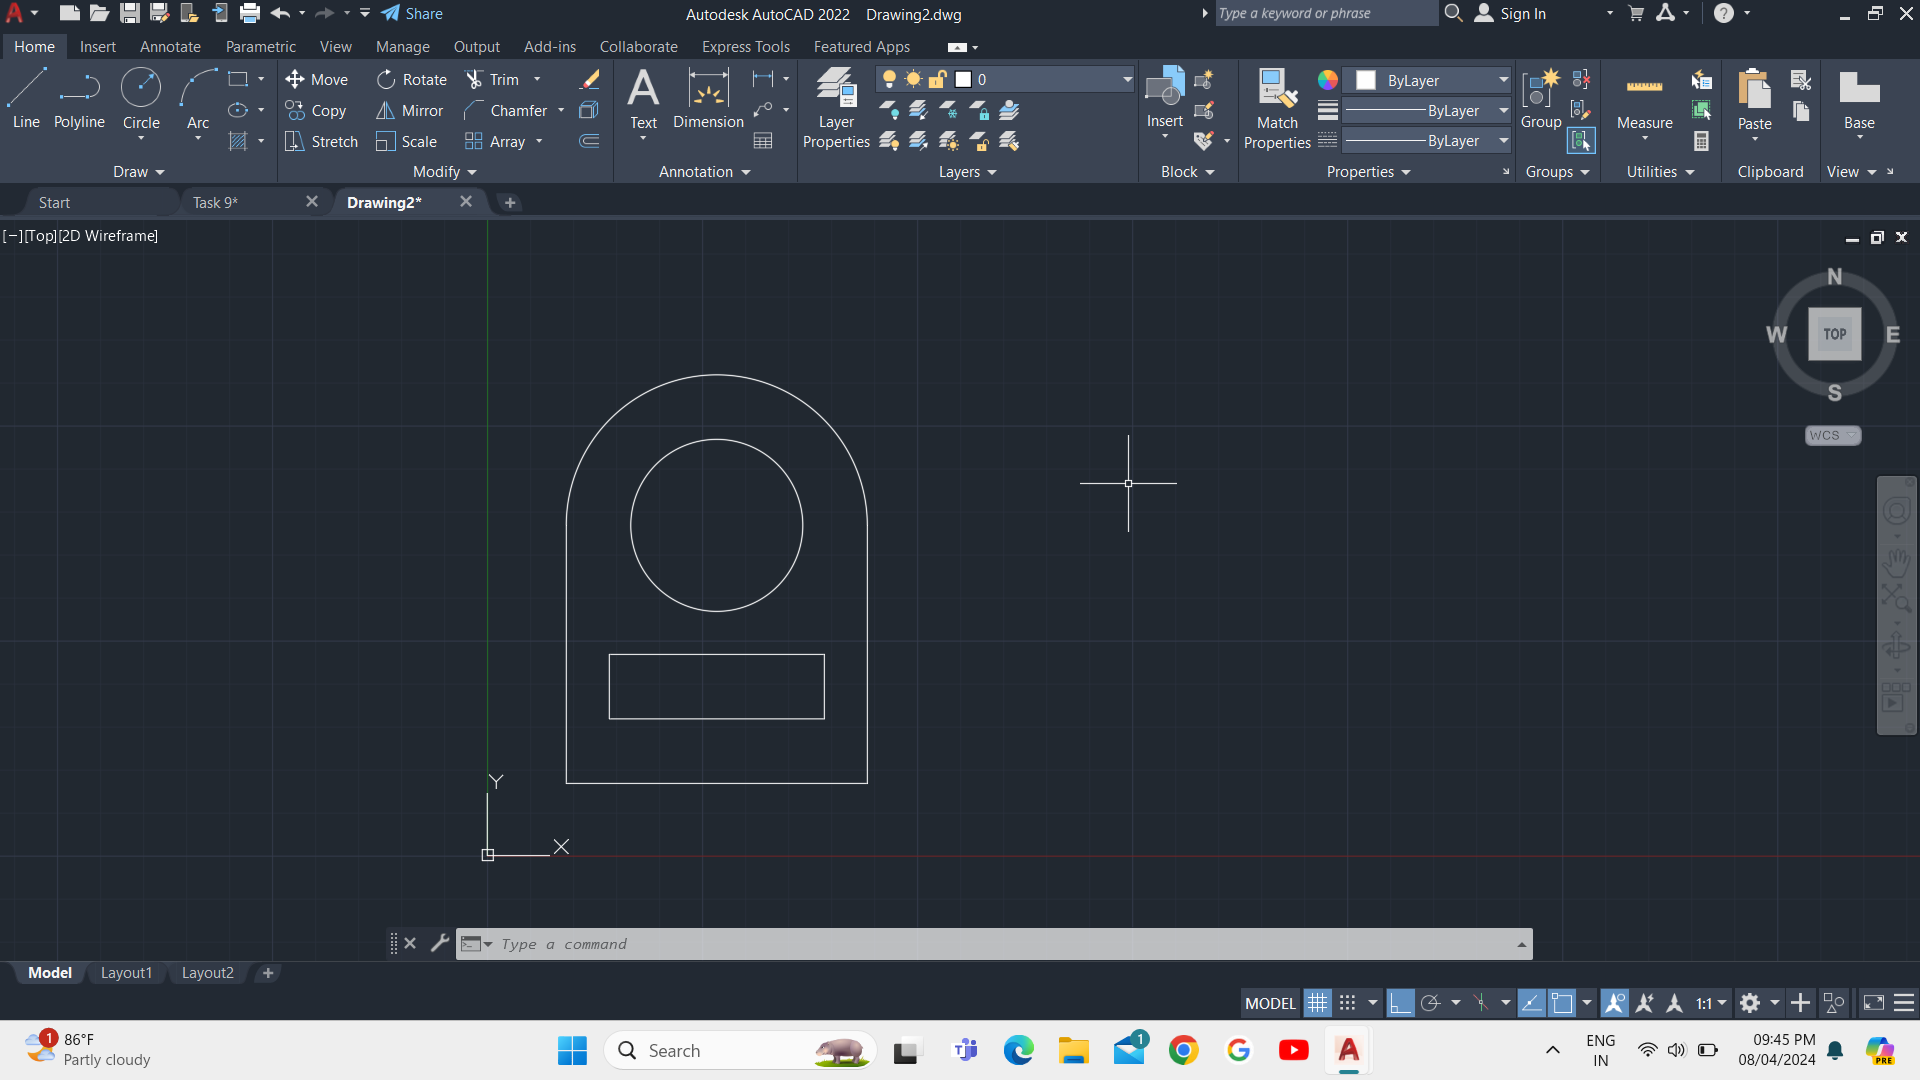 Share
Autodesk AutoCAD 2022 Drawing2.dwg
Type a keyword or phrase
Sign In
Home Insert Annotate Parametric View Manage Output Add-ins Collaborate Express Tools Featured Apps
Line Polyline Circle Arc
Move Rotate Trim
Copy Mirror Chamfer
Stretch Scale Array
Text Dimension
Layer Properties
0
Insert
Match Properties
ByLayer
ByLayer
ByLayer
Group
Measure
Paste
Base
Draw Modify Annotation Layers Block Properties Groups Utilities Clipboard View
Start Task 9* Drawing2*
[−][Top][2D Wireframe]
N
W TOP E
S
WCS
Y
X
Type a command
Model Layout1 Layout2
MODEL 1:1
1 86°F
Partly cloudy
Search
1
ENG
IN
09:45 PM
08/04/2024
PRE